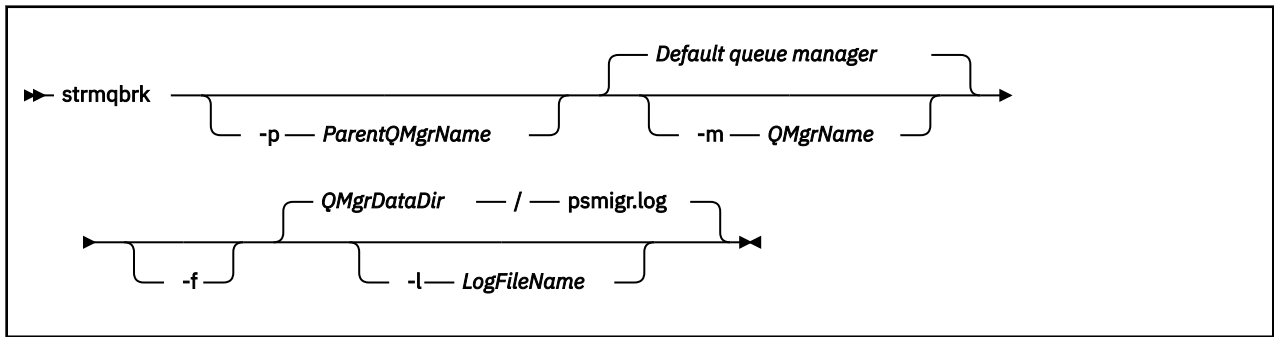 Default queue manager
strmqbrk
-p ParentQMgrName
-m QMgrName
QMgrDataDir / psmigr.log
-f
-l LogFileName